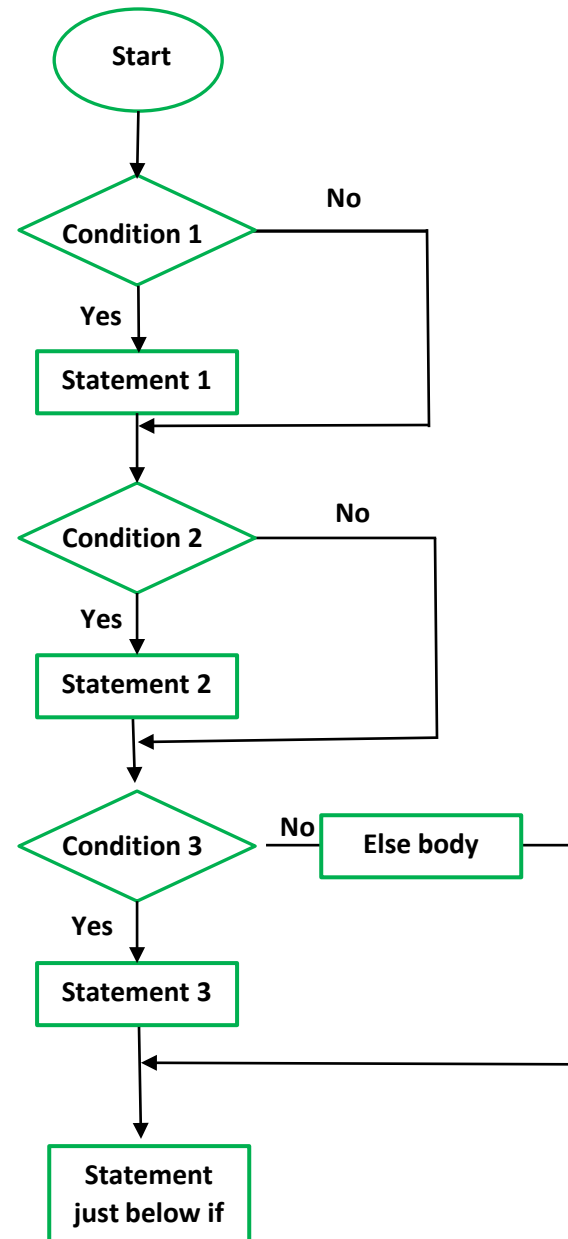 Start
No
Condition 1
Yes
Statement 1
No
Condition 2
Yes
Statement 2
No
Else body
Condition 3
Yes
Statement 3
Statement
just below if